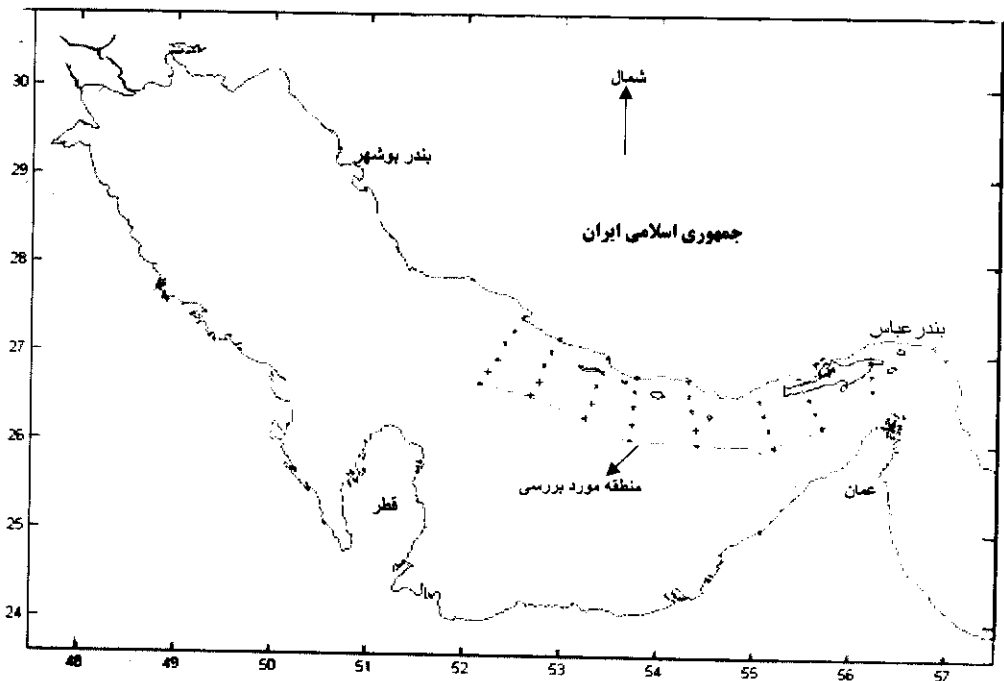 شمال
30
بندر بوشهر
29
جمهوری اسلامی ایران
28
بندر عباس
27
26
منطقه مورد بررسی
عمان
قطر
25
24
48 49 50 51 52 53 54 55 56 57